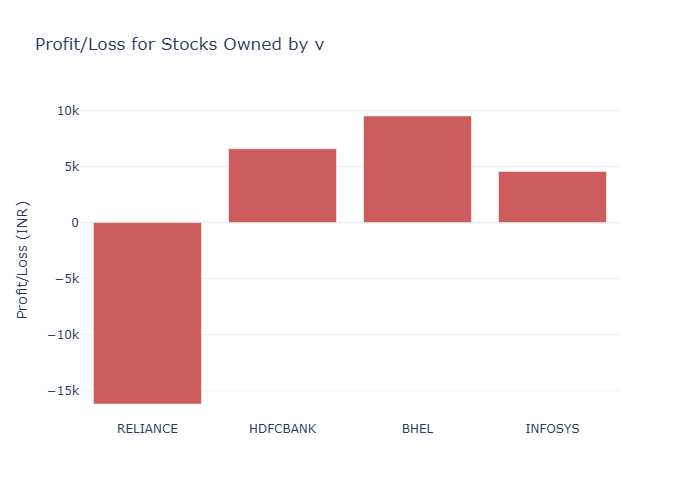 Profit/Loss for Stocks Owned by v
Profit/Loss (INR)
10k
5k
0
−5k
−10k
−15k
RELIANCE HDFCBANK BHEL INFOSYS